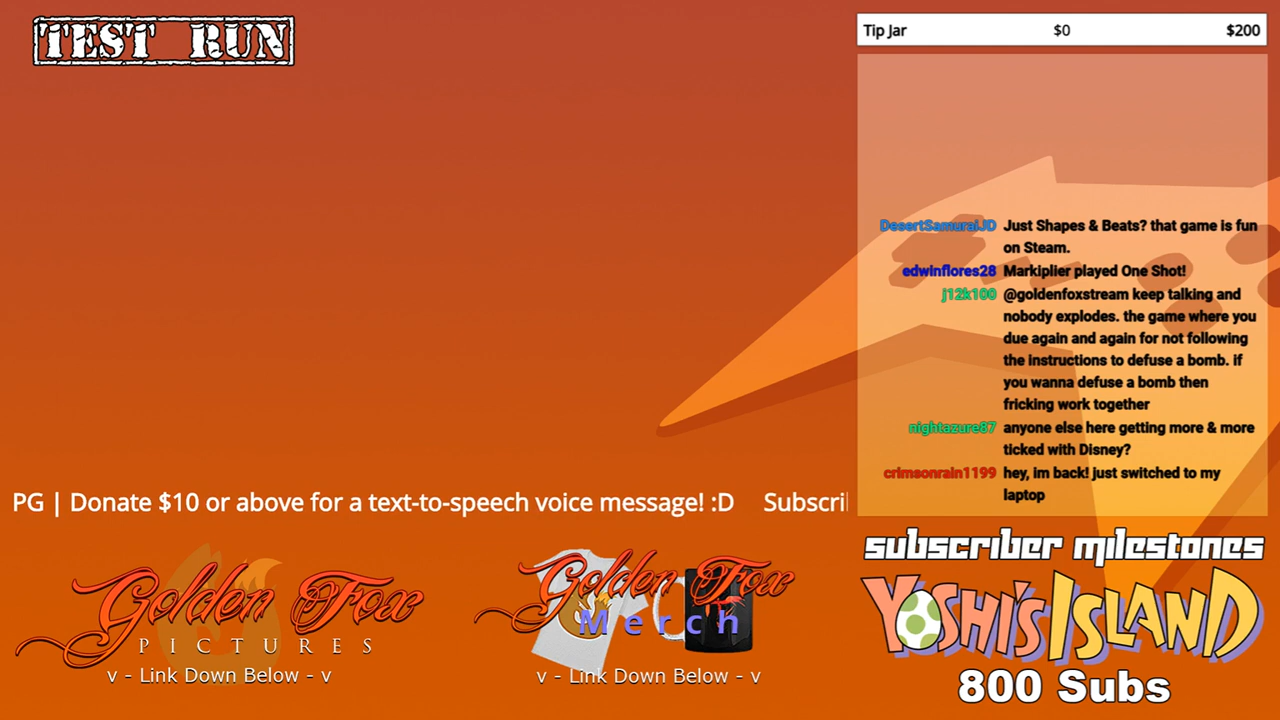 TEST RUN
Tip Jar $0 $200
DesertSamuraiJD Just Shapes & Beats? that game is fun
on Steam.
edwinflores28 Markiplier played One Shot!
j12k100 @goldenfoxstream keep talking and
nobody explodes. the game where you
due again and again for not following
the instructions to defuse a bomb. if
you wanna defuse a bomb then
fricking work together
nightazure87 anyone else here getting more & more
ticked with Disney?
crimsonrain1199 hey, im back! just switched to my
laptop
PG | Donate $10 or above for a text-to-speech voice message! :D Subscri
Golden Fox
PICTURES
v - Link Down Below - v
Golden Fox
Merch
v - Link Down Below - v
subscriber milestones
YOSHI'S ISLAND
800 Subs